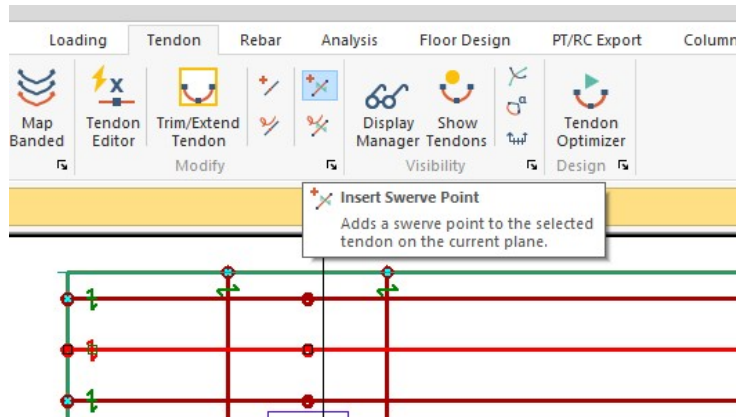 Loading Tendon Rebar Analysis Floor Design PT/RC Export Column
Map Banded
Tendon Editor
Trim/Extend Tendon
Display Manager
Show Tendons
Tendon Optimizer
Modify Visibility Design
Insert Swerve Point
Adds a swerve point to the selected
tendon on the current plane.